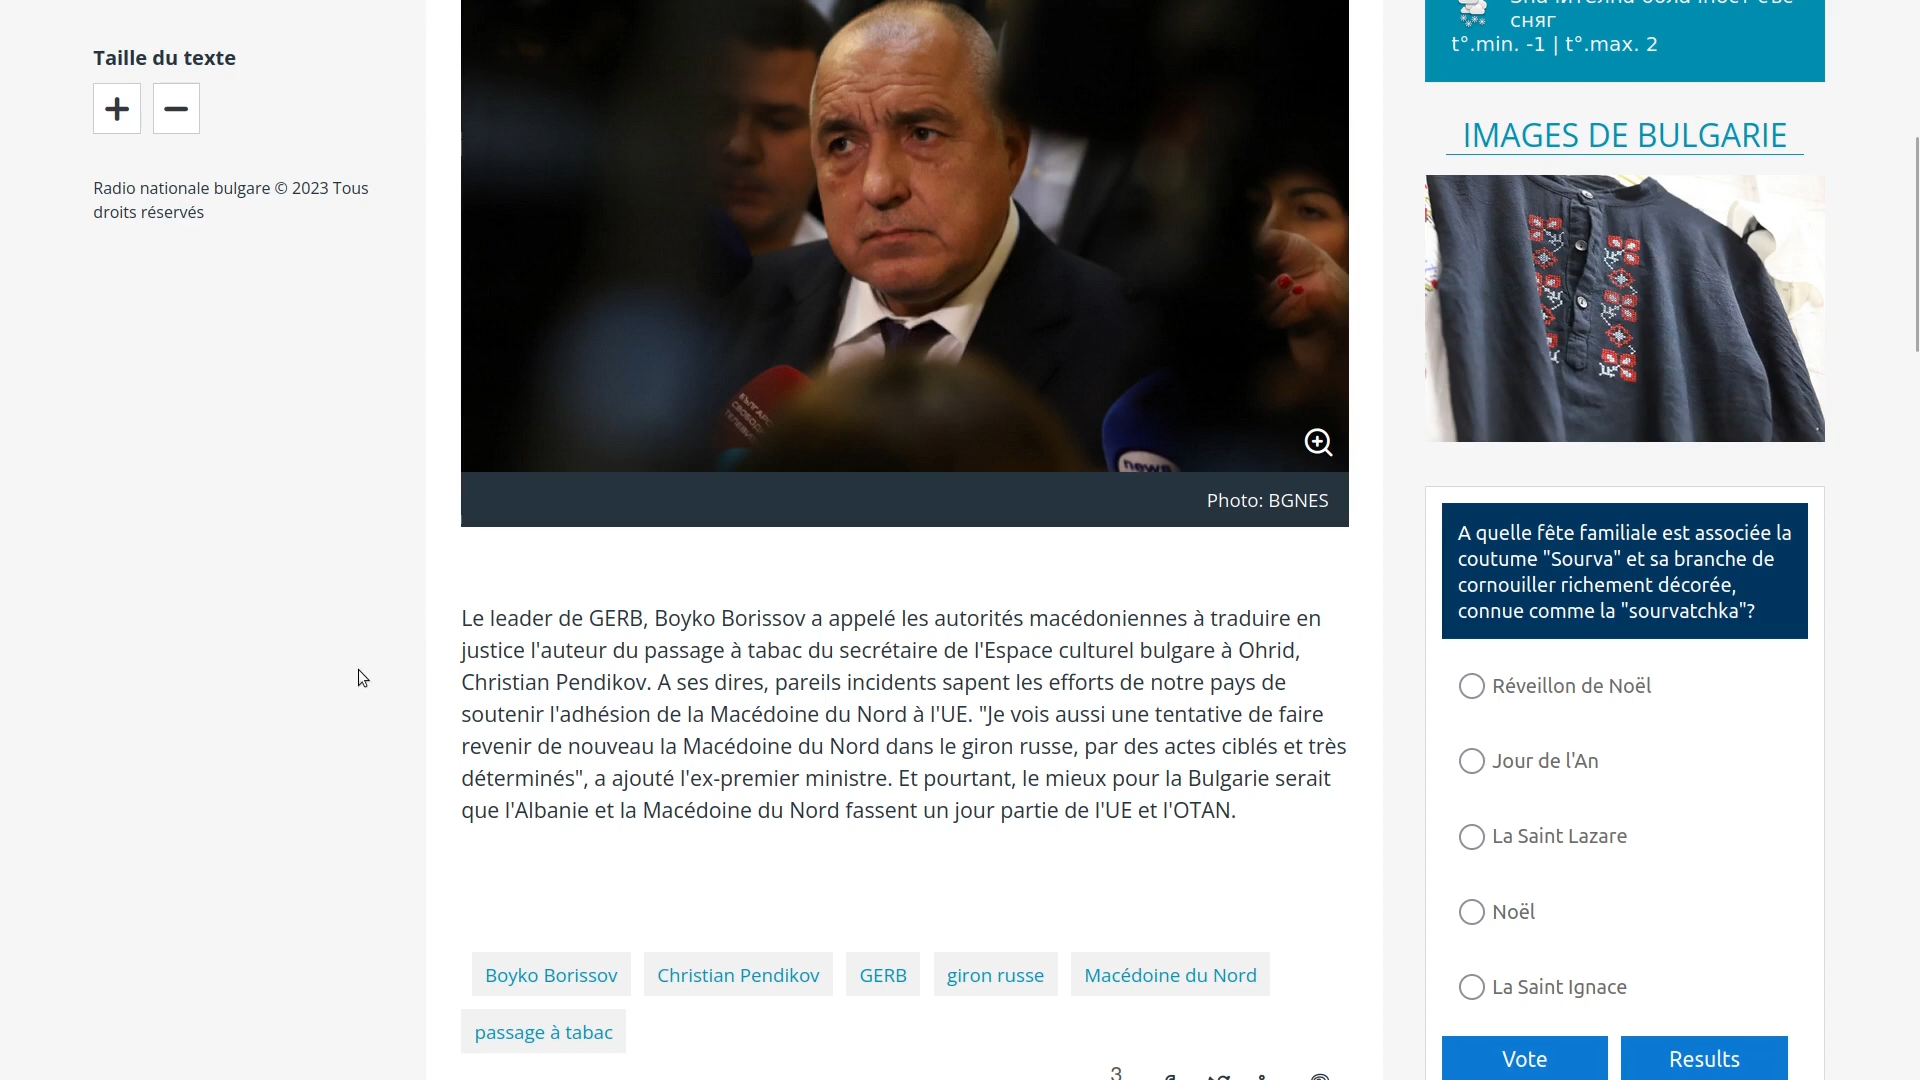 Taille du texte
Radio nationale bulgare © 2023 Tous
droits réservés
news
Photo: BGNES
Le leader de GERB, Boyko Borissov a appelé les autorités macédoniennes à traduire en
justice l'auteur du passage à tabac du secrétaire de l'Espace culturel bulgare à Ohrid,
Christian Pendikov. A ses dires, pareils incidents sapent les efforts de notre pays de
soutenir l'adhésion de la Macédoine du Nord à l'UE. "Je vois aussi une tentative de faire
revenir de nouveau la Macédoine du Nord dans le giron russe, par des actes ciblés et très
déterminés", a ajouté l'ex-premier ministre. Et pourtant, le mieux pour la Bulgarie serait
que l'Albanie et la Macédoine du Nord fassent un jour partie de l'UE et l'OTAN.
Boyko Borissov
Christian Pendikov
GERB
giron russe
Macédoine du Nord
passage à tabac
3
сняг
t°.min. -1 | t°.max. 2
IMAGES DE BULGARIE
A quelle fête familiale est associée la
coutume "Sourva" et sa branche de
cornouiller richement décorée,
connue comme la "sourvatchka"?
Réveillon de Noël
Jour de l'An
La Saint Lazare
Noël
La Saint Ignace
Vote
Results